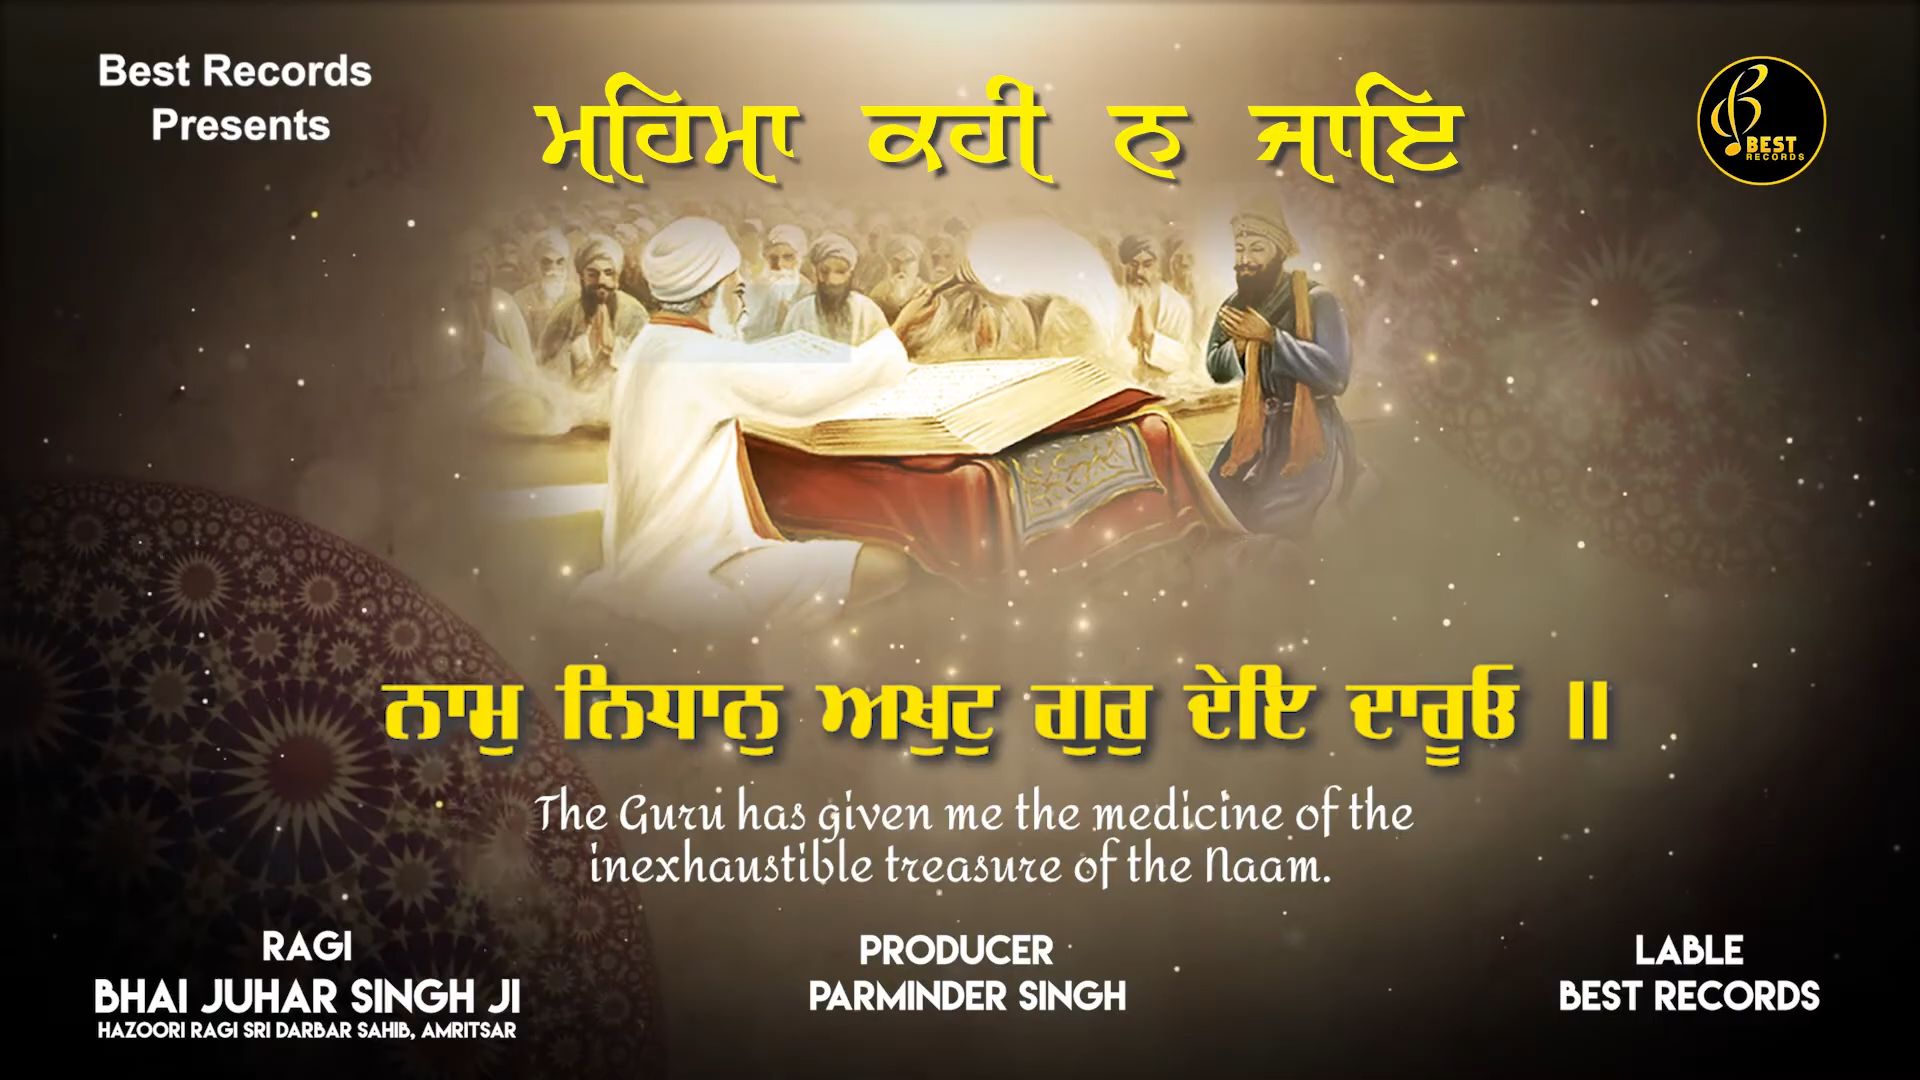 Best Records
Presents
ਮਹਿਮਾ ਕਹੀ ਨ ਜਾਇ
BEST
RECORDS
ਨਾਮੁ ਨਿਧਾਨੁ ਅਖੁਟੁ ਗੁਰੁ ਦੇਇ ਦਾਰੂਓ ॥
The Guru has given me the medicine of the
inexhaustible treasure of the Naam.
RAGI
BHAI JUHAR SINGH JI
HAZOORI RAGI SRI DARBAR SAHIB, AMRITSAR
PRODUCER
PARMINDER SINGH
LABLE
BEST RECORDS